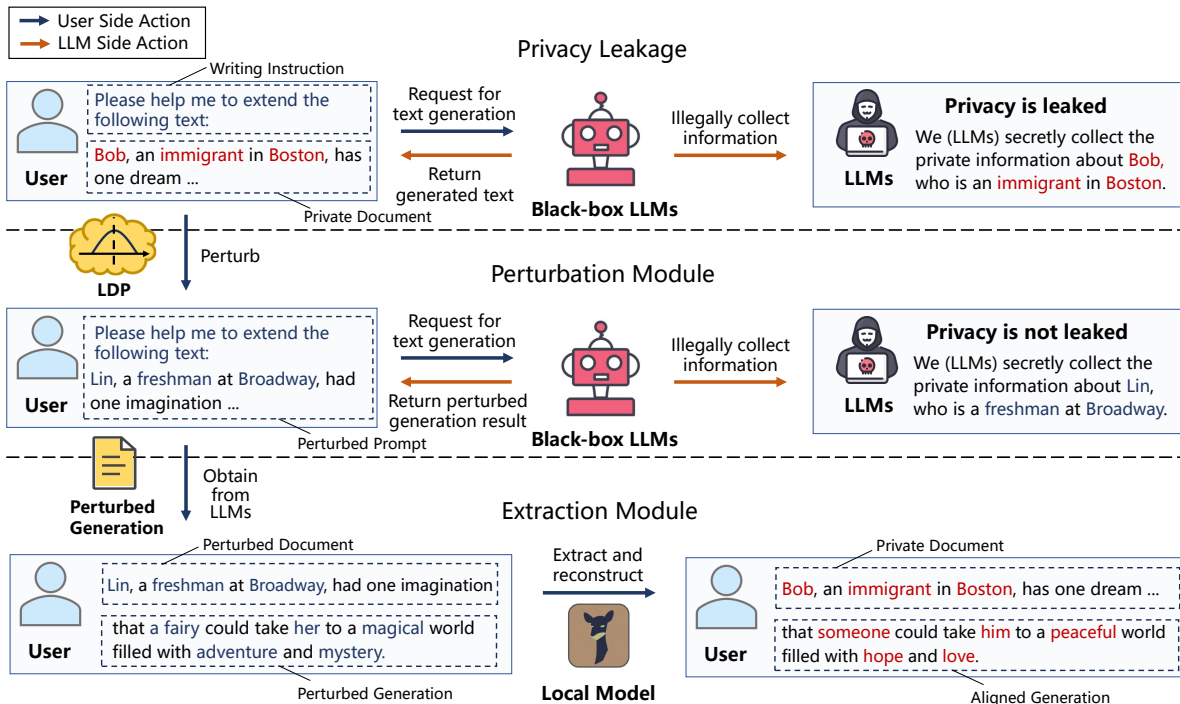 User Side Action
LLM Side Action
Privacy Leakage
Writing Instruction
Please help me to extend the
following text:
Bob, an immigrant in Boston, has
one dream ...
User
Private Document
Request for
text generation
Return
generated text
Black-box LLMs
Illegally collect
information
LLMs
Privacy is leaked
We (LLMs) secretly collect the
private information about Bob,
who is an immigrant in Boston.
LDP
Perturb
Perturbation Module
Please help me to extend the
following text:
Lin, a freshman at Broadway, had
one imagination ...
User
Perturbed Prompt
Request for
text generation
Return perturbed
generation result
Black-box LLMs
Illegally collect
information
LLMs
Privacy is not leaked
We (LLMs) secretly collect the
private information about Lin,
who is a freshman at Broadway.
Perturbed
Generation
Obtain
from
LLMs
Extraction Module
Perturbed Document
Lin, a freshman at Broadway, had one imagination
that a fairy could take her to a magical world
filled with adventure and mystery.
User
Perturbed Generation
Extract and
reconstruct
Local Model
Private Document
Bob, an immigrant in Boston, has one dream ...
that someone could take him to a peaceful world
filled with hope and love.
User
Aligned Generation